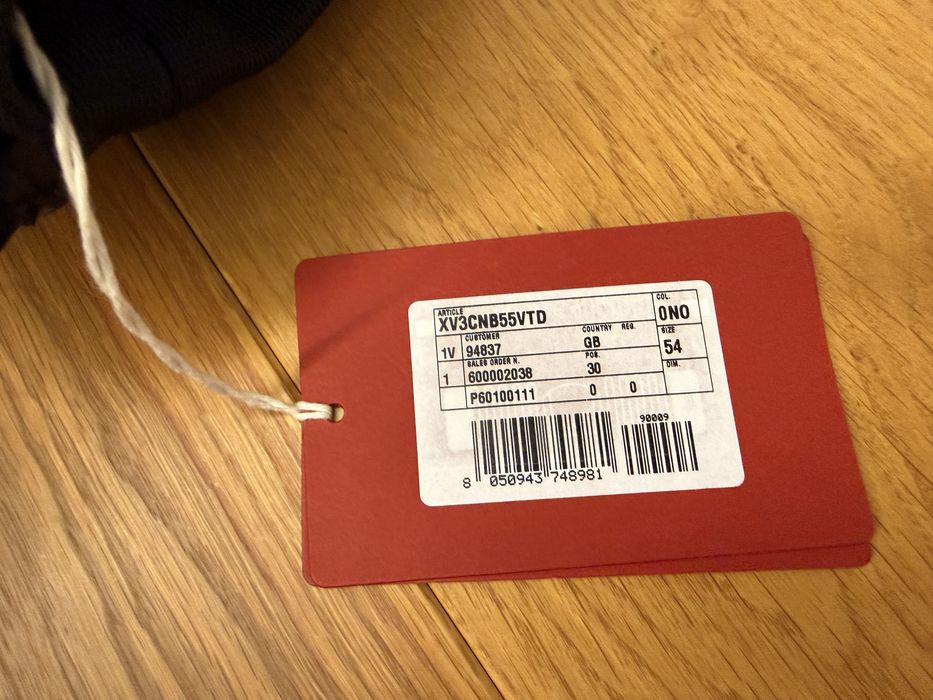 ARTICLE COL.
XV3CNB55VTD 0N0
CUSTOMER COUNTRY REG. SIZE
1V 94837 GB 54
SALES ORDER N. POS. DIM.
1 600002038 30
P60100111 0 0
90009
8 050943 748981